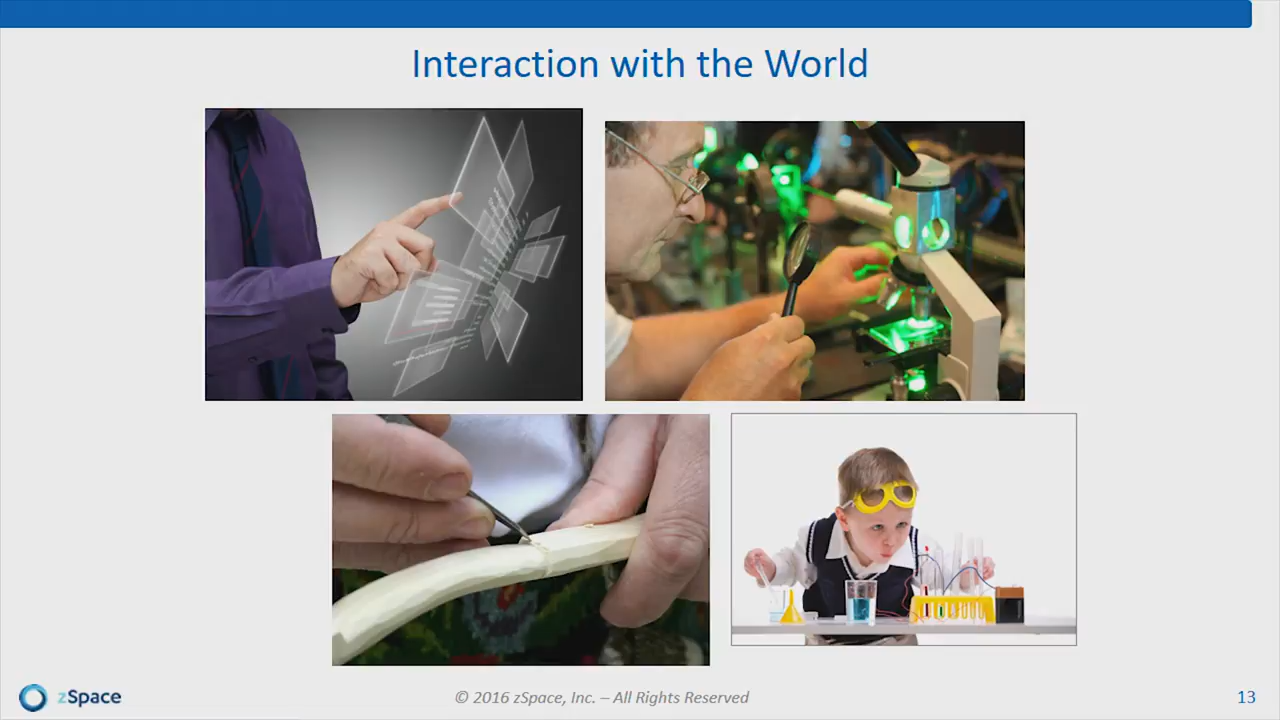 Interaction with the World
zSpace
© 2016 zSpace, Inc. – All Rights Reserved
13